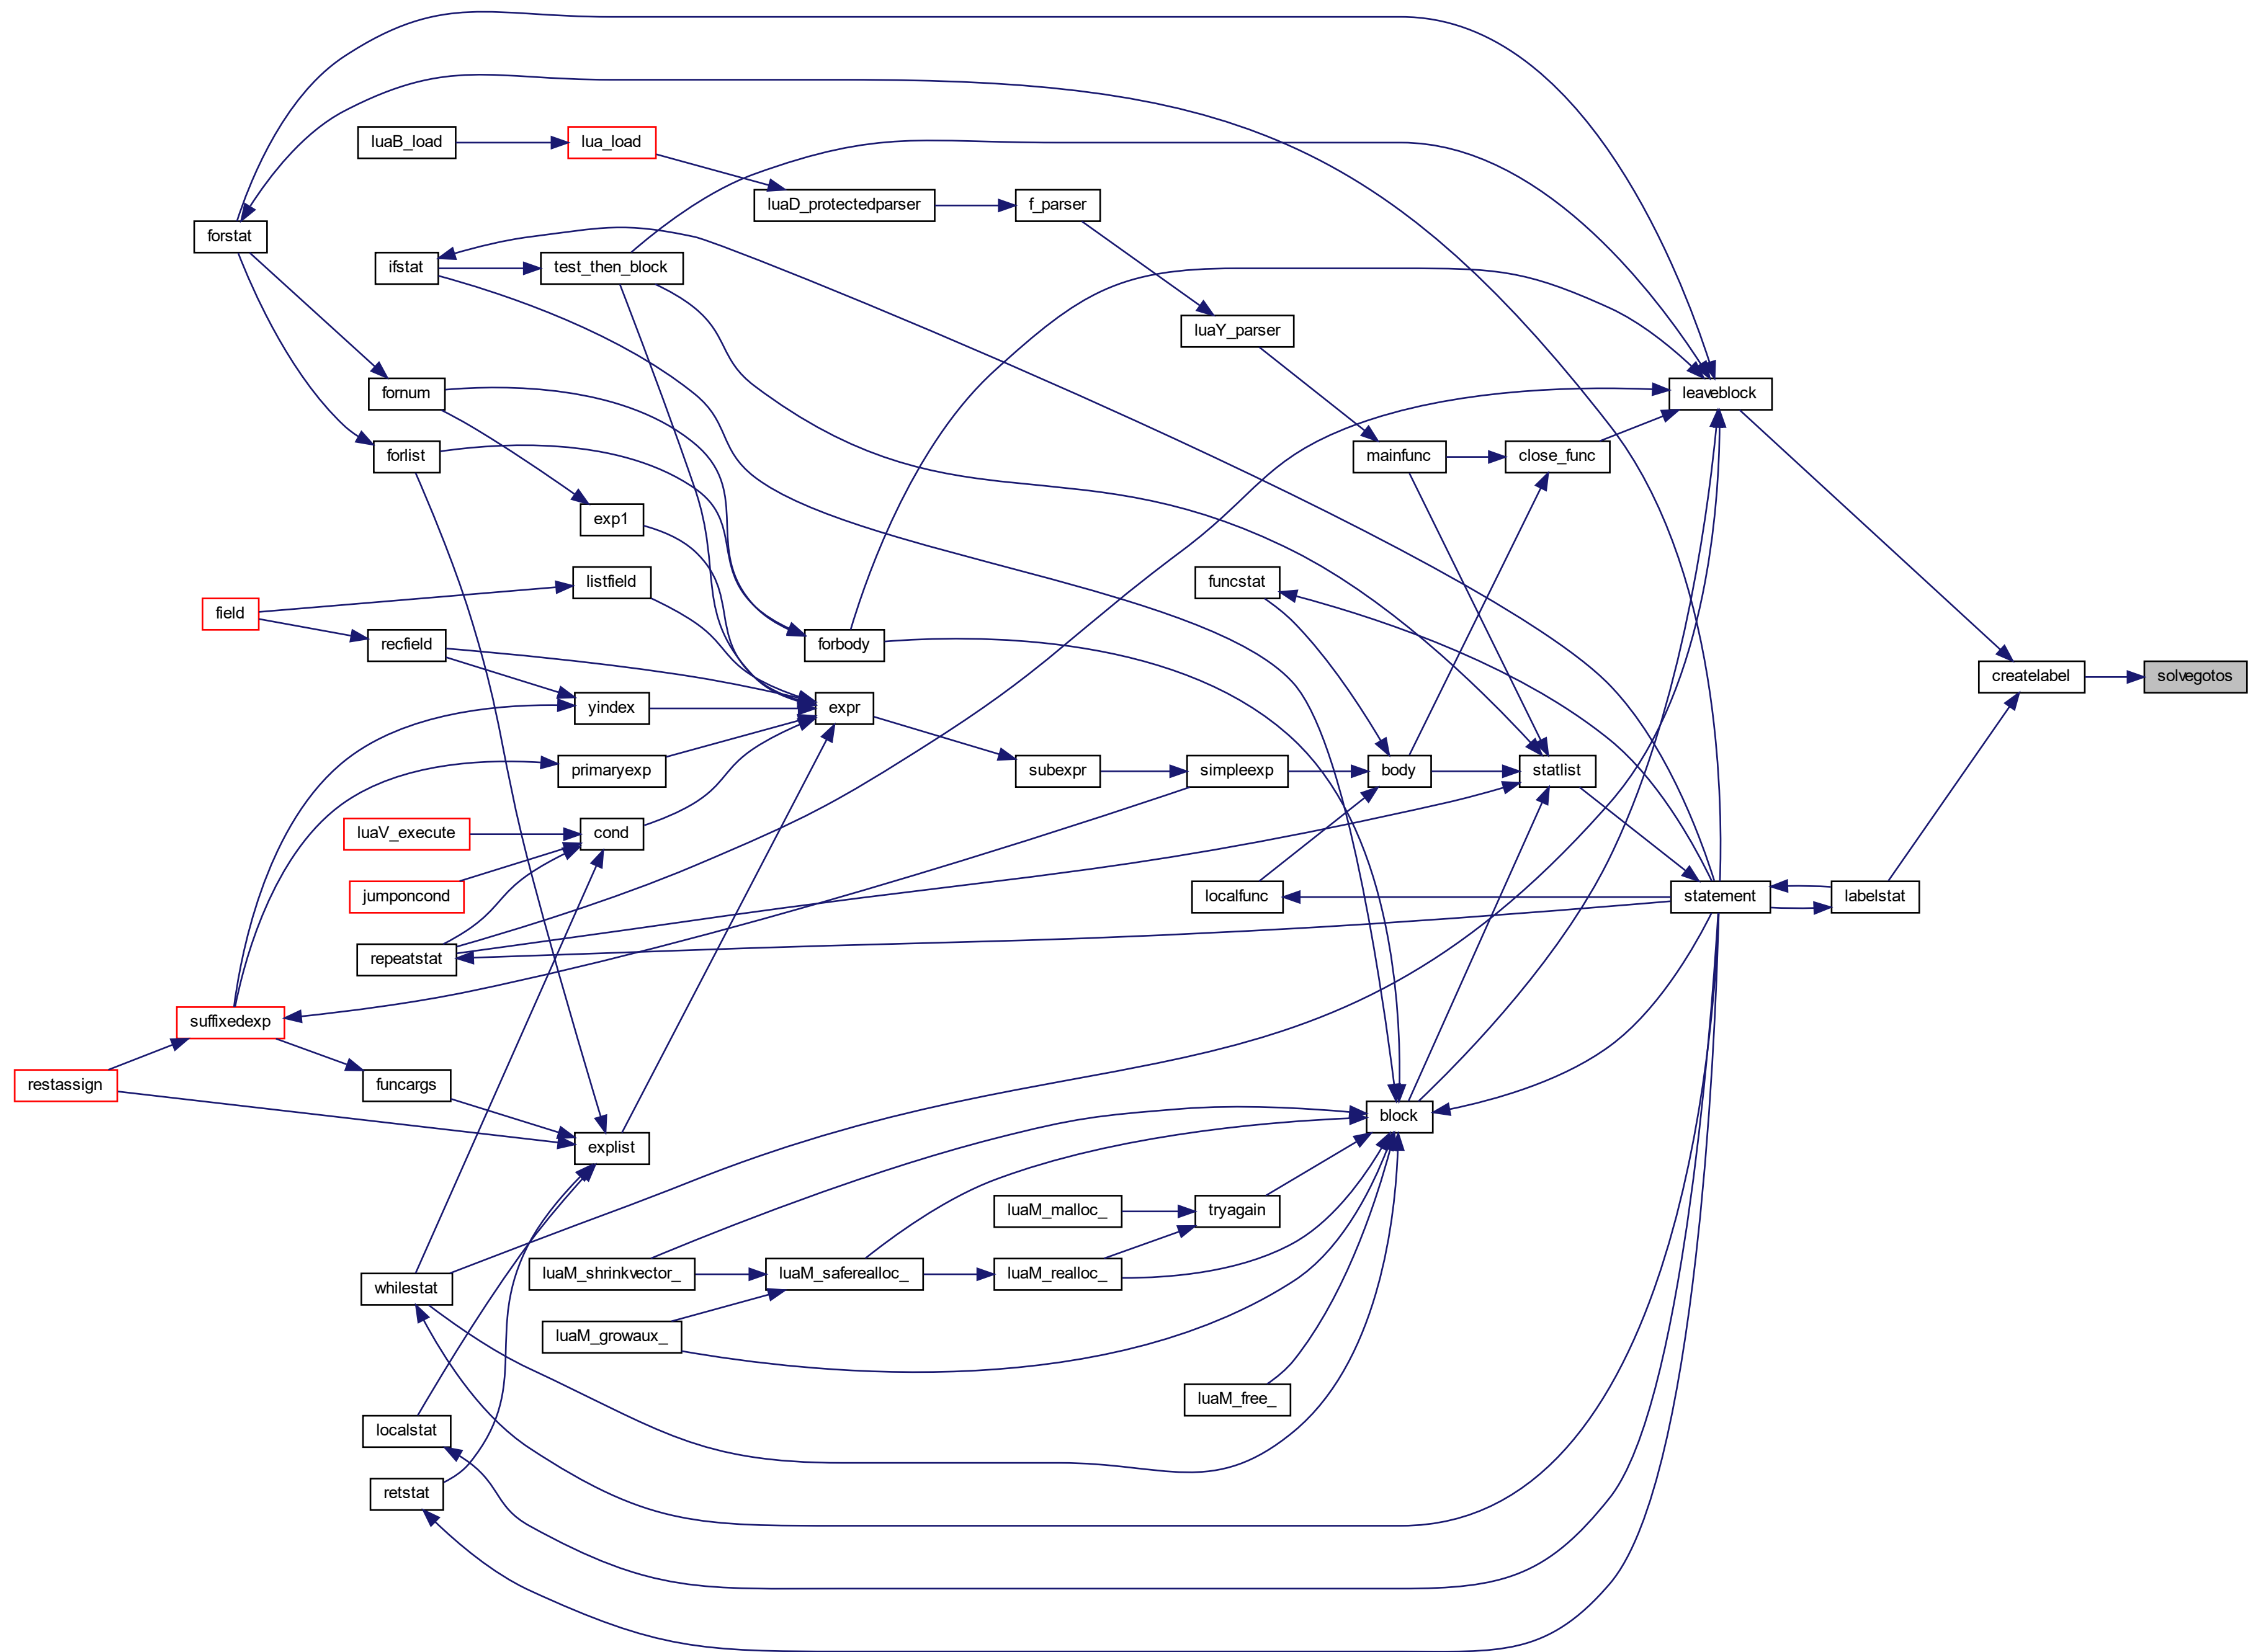 luaB_load
lua_load
luaD_protectedparser
f_parser
forstat
ifstat
test_then_block
luaY_parser
fornum
leaveblock
forlist
mainfunc
close_func
exp1
listfield
funcstat
field
recfield
forbody
createlabel
solvegotos
yindex
expr
primaryexp
subexpr
simpleexp
body
statlist
luaV_execute
cond
jumponcond
localfunc
statement
labelstat
repeatstat
suffixedexp
restassign
funcargs
block
explist
luaM_malloc_
tryagain
whilestat
luaM_shrinkvector_
luaM_saferealloc_
luaM_realloc_
luaM_growaux_
luaM_free_
localstat
retstat